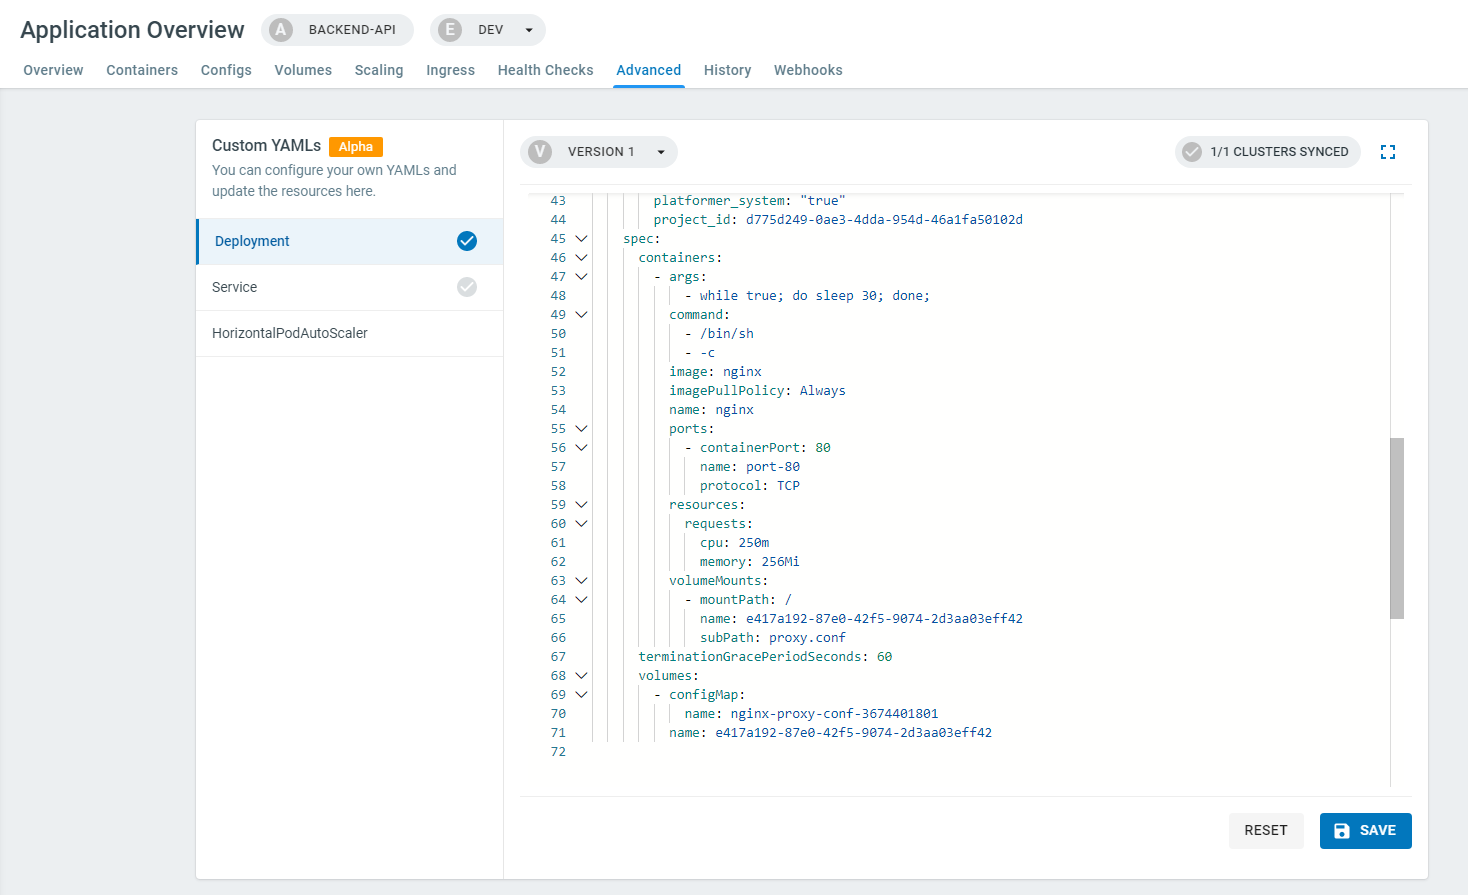 Application Overview A BACKEND-API E DEV
Overview Containers Configs Volumes Scaling Ingress Health Checks Advanced History Webhooks
Custom YAMLs Alpha
You can configure your own YAMLs and
update the resources here.
Deployment
Service
HorizontalPodAutoScaler
V VERSION 1 1/1 CLUSTERS SYNCED
43 platformer_system: "true"
44 project_id: d775d249-0ae3-4dda-954d-46a1fa50102d
45 spec:
46 containers:
47 - args:
48 - while true; do sleep 30; done;
49 command:
50 - /bin/sh
51 - -c
52 image: nginx
53 imagePullPolicy: Always
54 name: nginx
55 ports:
56 - containerPort: 80
57 name: port-80
58 protocol: TCP
59 resources:
60 requests:
61 cpu: 250m
62 memory: 256Mi
63 volumeMounts:
64 - mountPath: /
65 name: e417a192-87e0-42f5-9074-2d3aa03eff42
66 subPath: proxy.conf
67 terminationGracePeriodSeconds: 60
68 volumes:
69 - configMap:
70 name: nginx-proxy-conf-3674401801
71 name: e417a192-87e0-42f5-9074-2d3aa03eff42
72
RESET SAVE